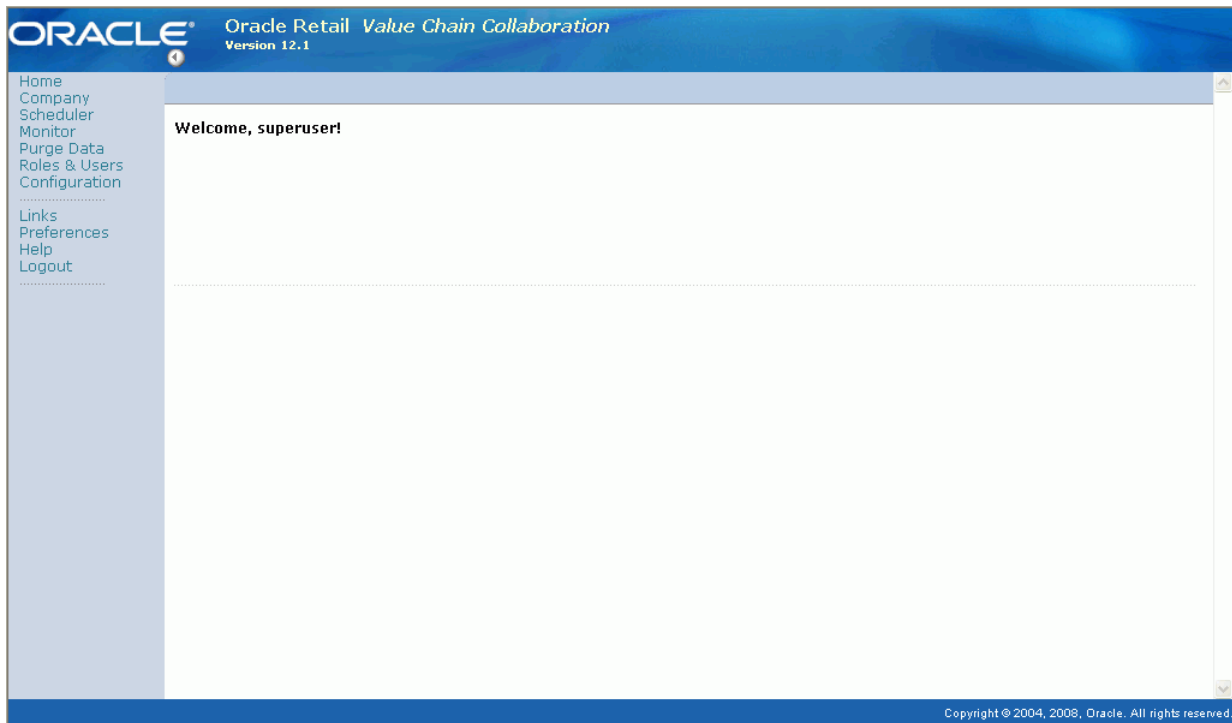 ORACLE®
Oracle Retail Value Chain Collaboration
Version 12.1
Home
Company
Scheduler
Monitor
Purge Data
Roles & Users
Configuration
Links
Preferences
Help
Logout
Welcome, superuser!
Copyright © 2004, 2008, Oracle. All rights reserved